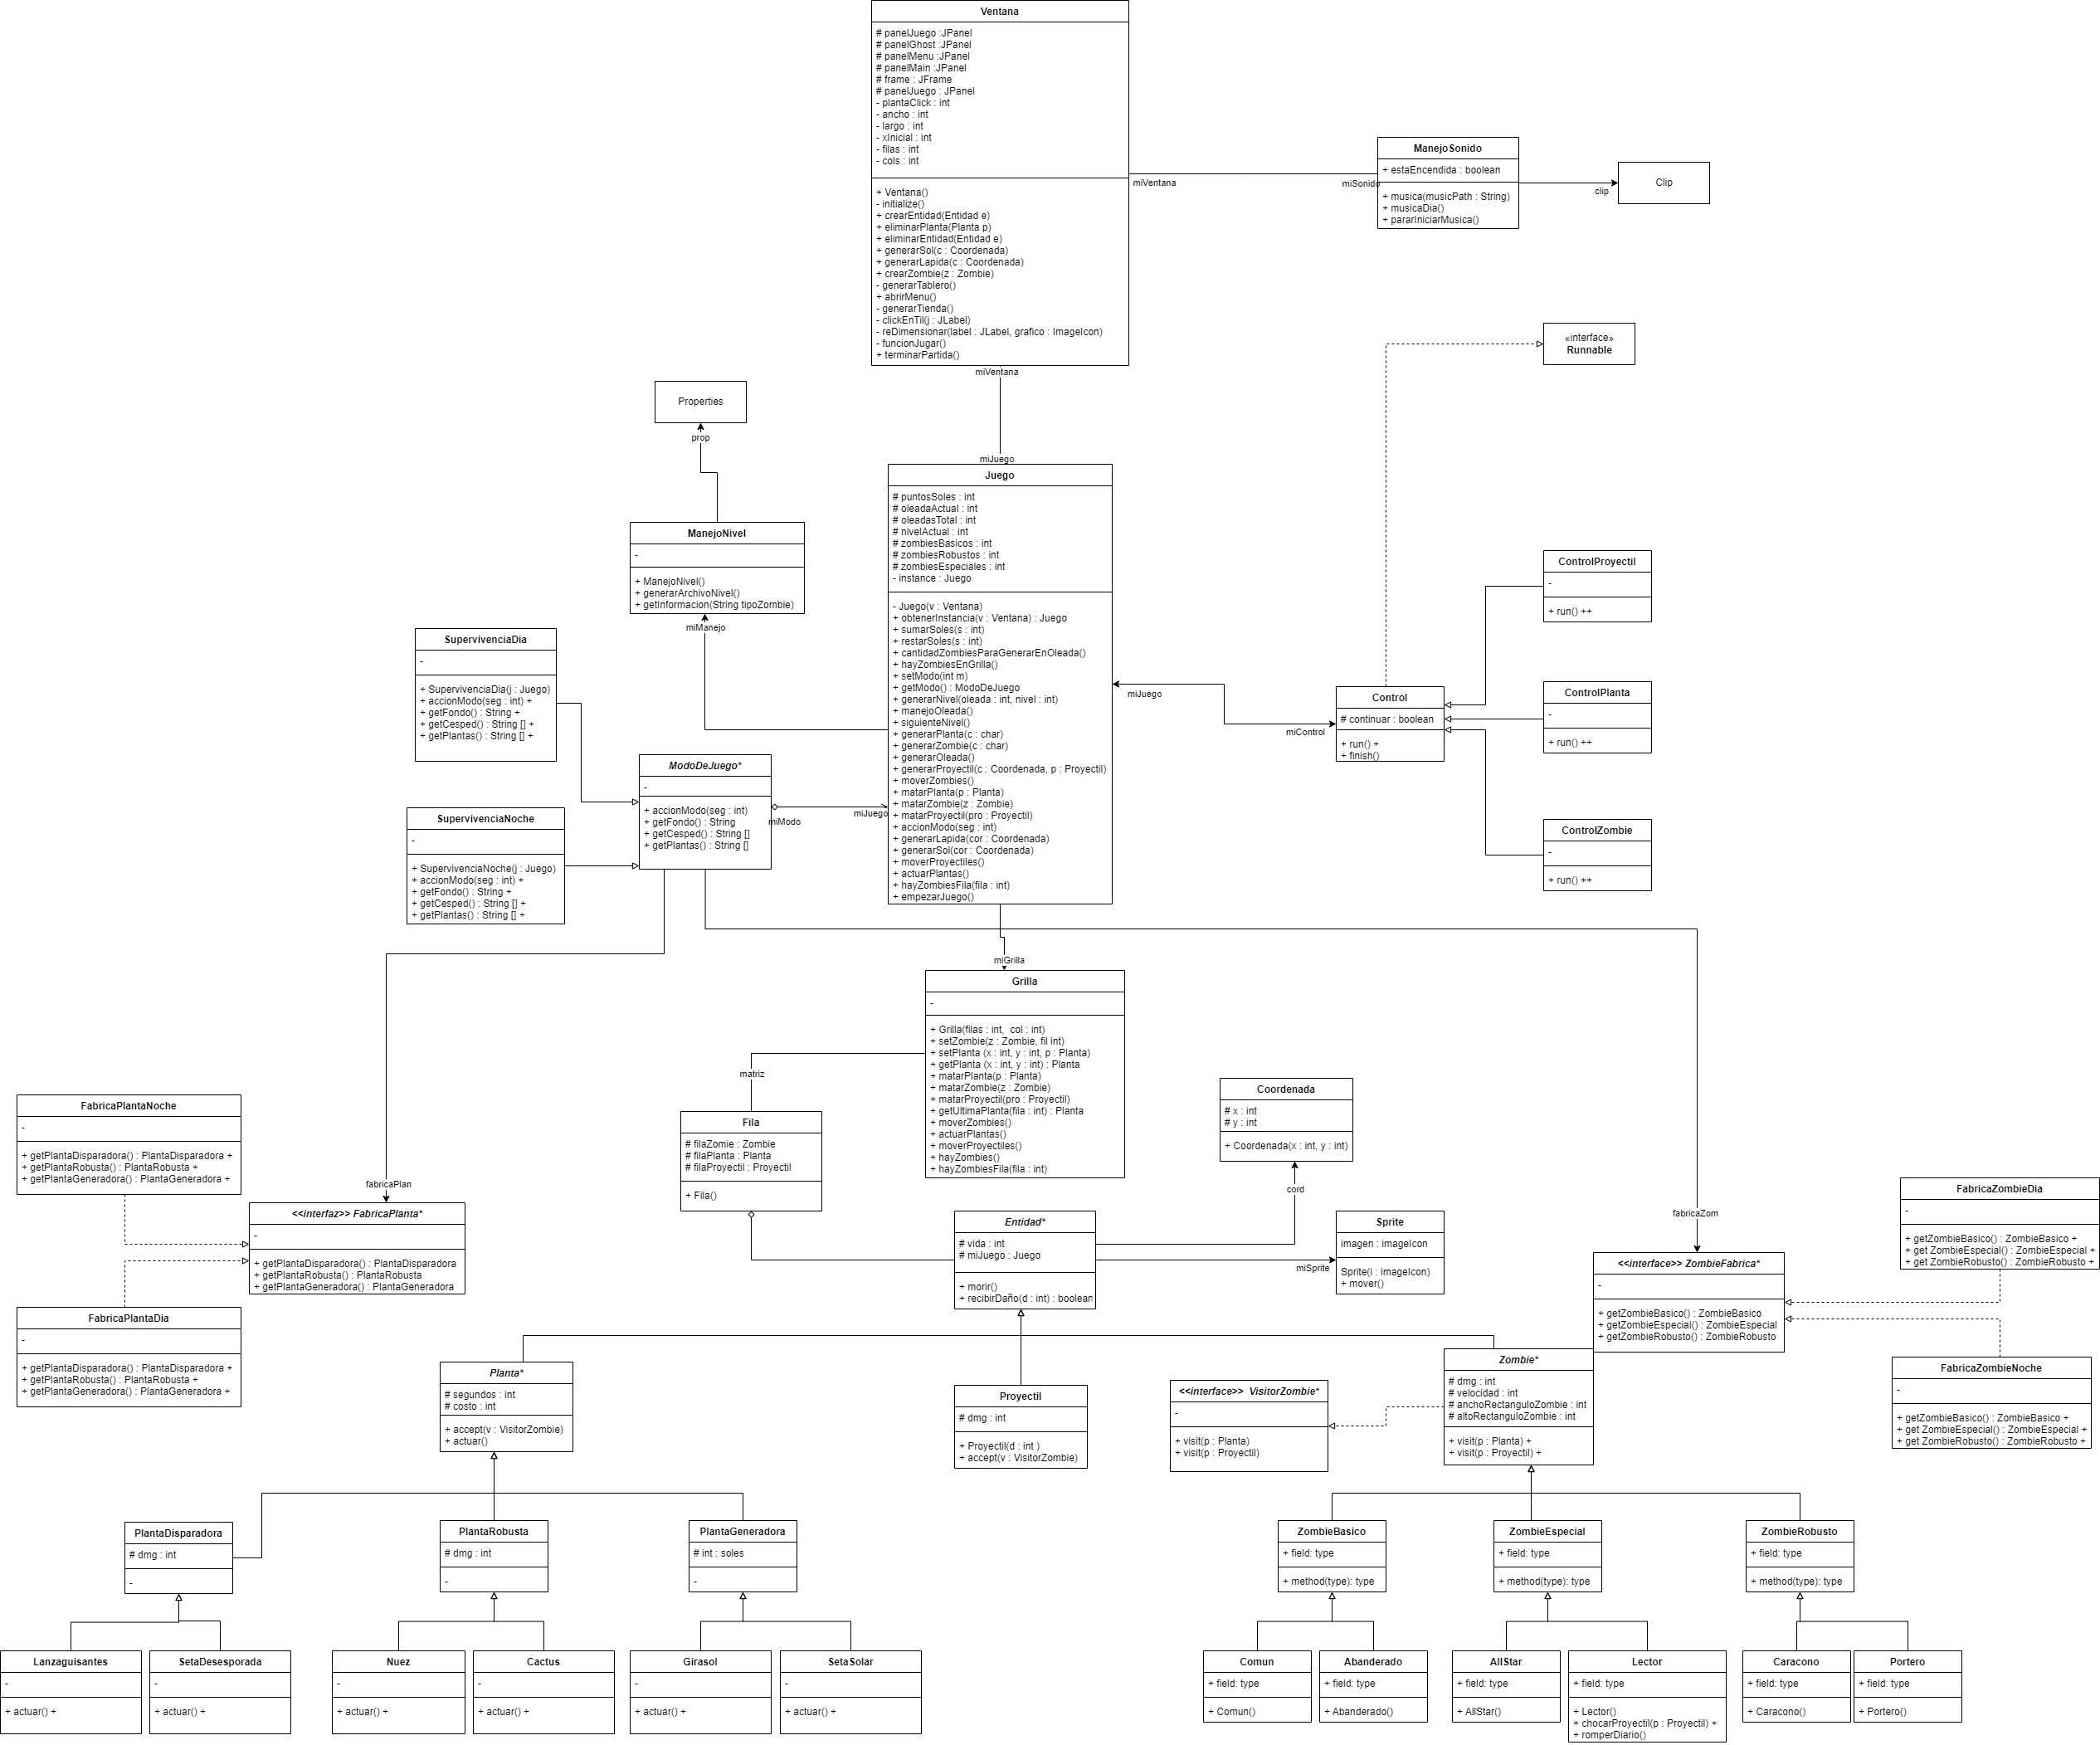 Ventana
# panelJuego :JPanel
# panelGhost :JPanel
# panelMenu :JPanel
# panelMain :JPanel
# frame : JFrame
# panelJuego : JPanel
- plantaClick : int
- ancho : int
- largo : int
- xInicial : int
- filas : int
- cols : int
+ Ventana()
- initialize()
+ crearEntidad(Entidad e)
+ eliminarPlanta(Planta p)
+ eliminarEntidad(Entidad e)
+ generarSol(c : Coordenada)
+ generarLapida(c : Coordenada)
+ crearZombie(z : Zombie)
- generarTablero()
+ abrirMenu()
- generarTienda()
- clickEnTil(j : JLabel)
- reDimensionar(label : JLabel, grafico : ImageIcon)
- funcionJugar()
+ terminarPartida()
miVentana
miSonido
ManejoSonido
+ estaEncendida : boolean
+ musica(musicPath : String)
+ musicaDia()
+ pararIniciarMusica()
clip
Clip
«interface»
Runnable
miVentana
miJuego
Properties
prop
ManejoNivel
-
+ ManejoNivel()
+ generarArchivoNivel()
+ getInformacion(String tipoZombie)
miManejo
Juego
# puntosSoles : int
# oleadaActual : int
# oleadasTotal : int
# nivelActual : int
# zombiesBasicos : int
# zombiesRobustos : int
# zombiesEspeciales : int
- instance : Juego
- Juego(v : Ventana)
+ obtenerInstancia(v : Ventana) : Juego
+ sumarSoles(s : int)
+ restarSoles(s : int)
+ cantidadZombiesParaGenerarEnOleada()
+ hayZombiesEnGrilla()
+ setModo(int m)
+ getModo() : ModoDeJuego
+ generarNivel(oleada : int, nivel : int)
+ manejoOleada()
+ siguienteNivel()
+ generarPlanta(c : char)
+ generarZombie(c : char)
+ generarOleada()
+ generarProyectil(c : Coordenada, p : Proyectil)
+ moverZombies()
+ matarPlanta(p : Planta)
+ matarZombie(z : Zombie)
+ matarProyectil(pro : Proyectil)
+ accionModo(seg : int)
+ generarLapida(cor : Coordenada)
+ generarSol(cor : Coordenada)
+ moverProyectiles()
+ actuarPlantas()
+ hayZombiesFila(fila : int)
+ empezarJuego()
miJuego
miControl
Control
# continuar : boolean
+ run() +
+ finish()
ControlProyectil
-
+ run() ++
ControlPlanta
-
+ run() ++
ControlZombie
-
+ run() ++
SupervivenciaDia
-
+ SupervivenciaDia(j : Juego)
+ accionModo(seg : int) +
+ getFondo() : String +
+ getCesped() : String [] +
+ getPlantas() : String [] +
SupervivenciaNoche
-
+ SupervivenciaNoche(j : Juego)
+ accionModo(seg : int) +
+ getFondo() : String +
+ getCesped() : String [] +
+ getPlantas() : String [] +
ModoDeJuego*
-
+ accionModo(seg : int)
+ getFondo() : String
+ getCesped() : String []
+ getPlantas() : String []
miModo
miJuego
miGrilla
Grilla
-
+ Grilla(filas : int,  col : int)
+ setZombie(z : Zombie, fil int)
+ setPlanta (x : int, y : int, p : Planta)
+ getPlanta (x : int, y : int) : Planta
+ matarPlanta(p : Planta)
+ matarZombie(z : Zombie)
+ matarProyectil(pro : Proyectil)
+ getUltimaPlanta(fila : int) : Planta
+ moverZombies()
+ actuarPlantas()
+ moverProyectiles()
+ hayZombies()
+ hayZombiesFila(fila : int)
matriz
Fila
# filaZomie : Zombie
# filaPlanta : Planta
# filaProyectil : Proyectil
+ Fila()
Coordenada
# x : int
# y : int
+ Coordenada(x : int, y : int)
cord
FabricaPlantaNoche
-
+ getPlantaDisparadora() : PlantaDisparadora +
+ getPlantaRobusta() : PlantaRobusta +
+ getPlantaGeneradora() : PlantaGeneradora +
fabricaPlan
<<interfaz>> FabricaPlanta*
-
+ getPlantaDisparadora() : PlantaDisparadora
+ getPlantaRobusta() : PlantaRobusta
+ getPlantaGeneradora() : PlantaGeneradora
FabricaPlantaDia
-
+ getPlantaDisparadora() : PlantaDisparadora +
+ getPlantaRobusta() : PlantaRobusta +
+ getPlantaGeneradora() : PlantaGeneradora +
Entidad*
# vida : int
# miJuego : Juego
+ morir()
+ recibirDaño(d : int) : boolean
miSprite
Sprite
imagen : imageIcon
Sprite(i : imageIcon)
+ mover()
fabricaZom
<<interface>> ZombieFabrica*
-
+ getZombieBasico() : ZombieBasico
+ getZombieEspecial() : ZombieEspecial
+ getZombieRobusto() : ZombieRobusto
FabricaZombieDia
-
+ getZombieBasico() : ZombieBasico +
+ get ZombieEspecial() : ZombieEspecial +
+ get ZombieRobusto() : ZombieRobusto +
FabricaZombieNoche
-
+ getZombieBasico() : ZombieBasico +
+ get ZombieEspecial() : ZombieEspecial +
+ get ZombieRobusto() : ZombieRobusto +
Planta*
# segundos : int
# costo : int
+ accept(v : VisitorZombie)
+ actuar()
Proyectil
# dmg : int
+ Proyectil(d : int )
+ accept(v : VisitorZombie)
<<interface>>  VisitorZombie*
-
+ visit(p : Planta)
+ visit(p : Proyectil)
Zombie*
# dmg : int
# velocidad : int
# anchoRectanguloZombie : int
# altoRectanguloZombie : int
+ visit(p : Planta) +
+ visit(p : Proyectil) +
PlantaDisparadora
# dmg : int
-
PlantaRobusta
# dmg : int
-
PlantaGeneradora
# int : soles
-
ZombieBasico
+ field: type
+ method(type): type
ZombieEspecial
+ field: type
+ method(type): type
ZombieRobusto
+ field: type
+ method(type): type
Lanzaguisantes
-
+ actuar() +
SetaDesesporada
-
+ actuar() +
Nuez
-
+ actuar() +
Cactus
-
+ actuar() +
Girasol
-
+ actuar() +
SetaSolar
-
+ actuar() +
Comun
+ field: type
+ Comun()
Abanderado
+ field: type
+ Abanderado()
AllStar
+ field: type
+ AllStar()
Lector
+ field: type
+ Lector()
+ chocarProyectil(p : Proyectil) +
+ romperDiario()
Caracono
+ field: type
+ Caracono()
Portero
+ field: type
+ Portero()